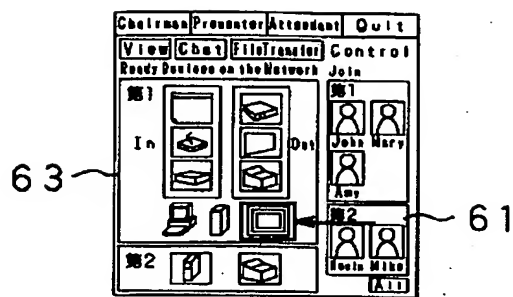 Chairman Presenter Attendant Quit
View Chat FileTransfer Control
Ready Devices on the Network Join
第1 第1
In Out
John Mary
Amy
63
61
第2 第2
Kevin Mike
All